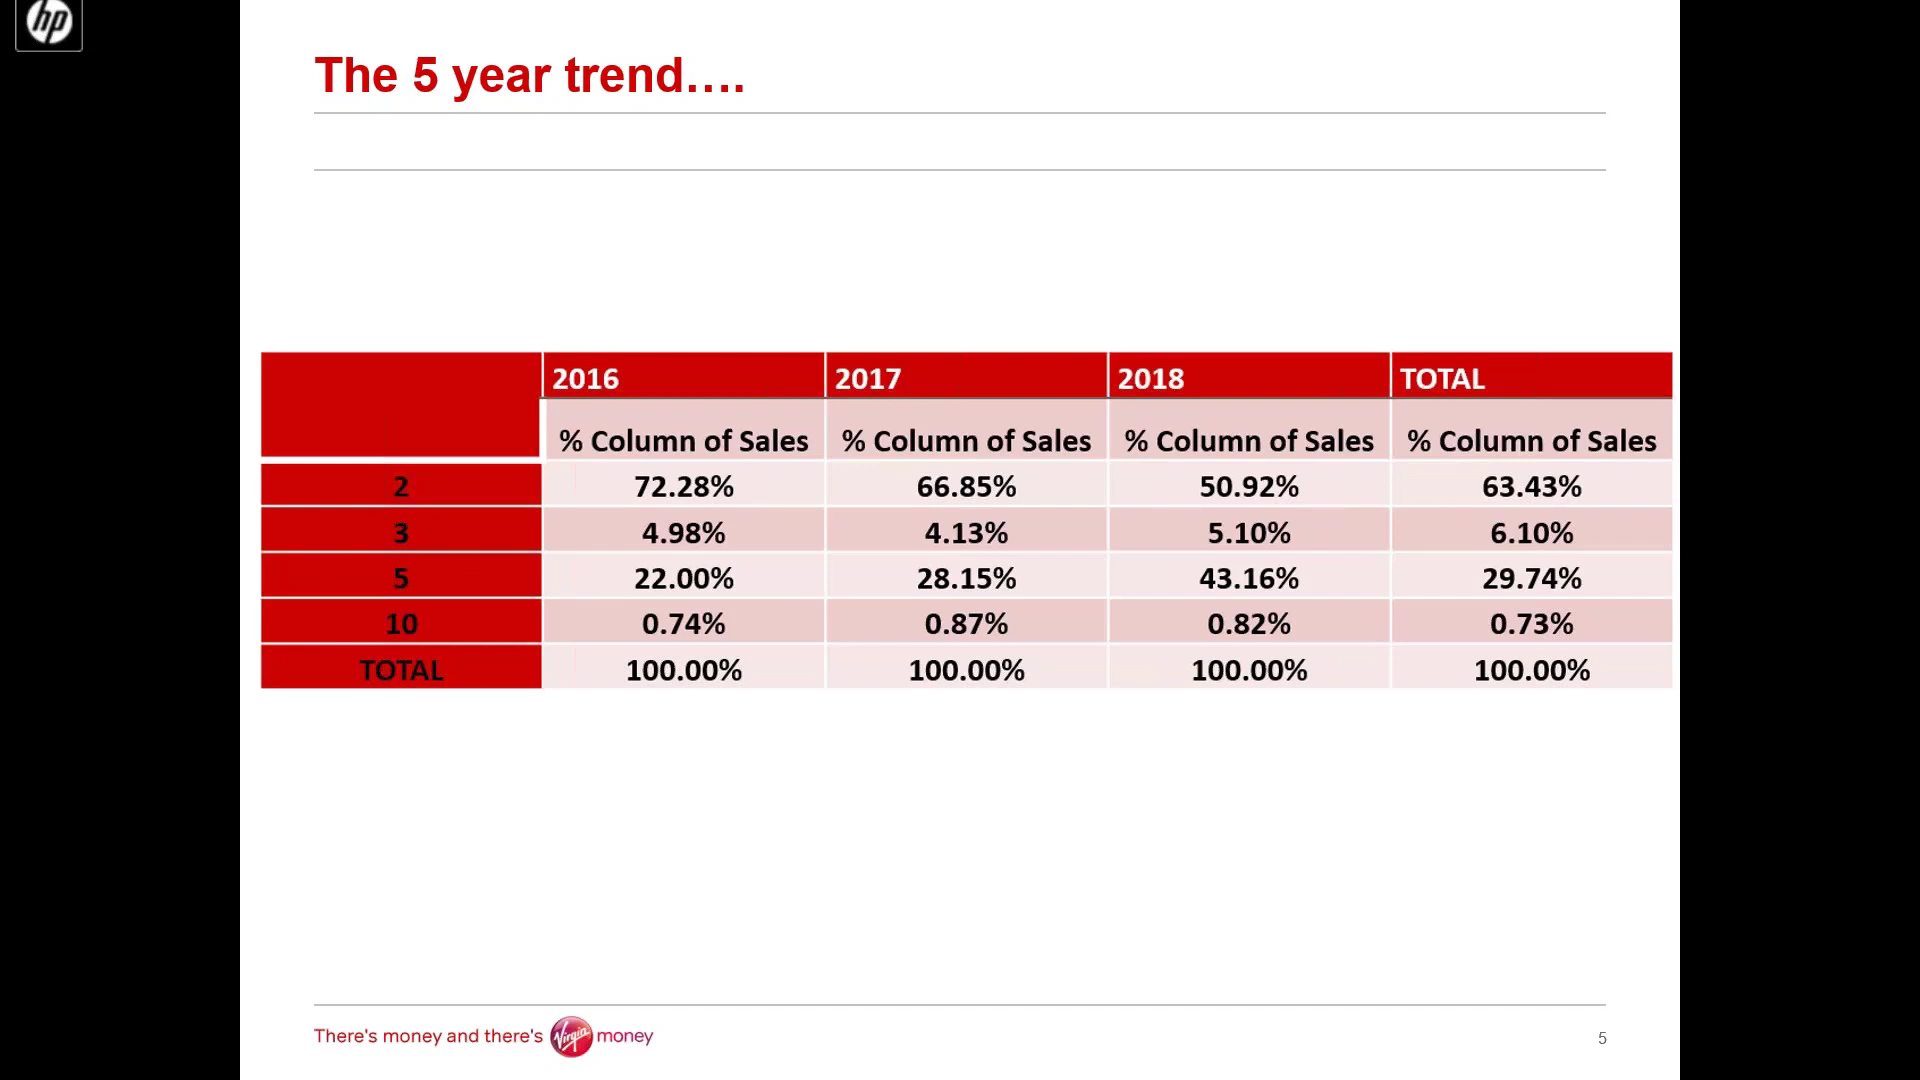 hp
The 5 year trend….
2016 2017 2018 TOTAL
% Column of Sales % Column of Sales % Column of Sales % Column of Sales
2 72.28% 66.85% 50.92% 63.43%
3 4.98% 4.13% 5.10% 6.10%
5 22.00% 28.15% 43.16% 29.74%
10 0.74% 0.87% 0.82% 0.73%
TOTAL 100.00% 100.00% 100.00% 100.00%
There's money and there's Virgin money
5